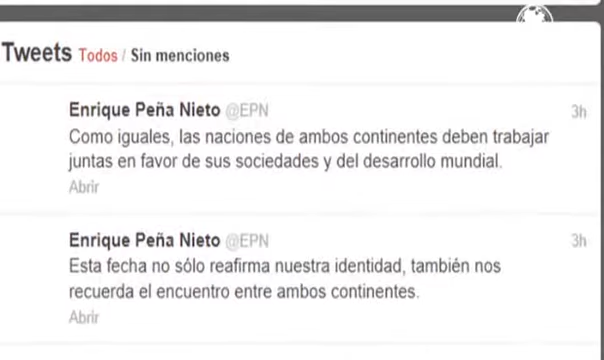 Tweets Todos / Sin menciones
Enrique Peña Nieto @EPN 3h
Como iguales, las naciones de ambos continentes deben trabajar
juntas en favor de sus sociedades y del desarrollo mundial.
Abrir
Enrique Peña Nieto @EPN 3h
Esta fecha no sólo reafirma nuestra identidad, también nos
recuerda el encuentro entre ambos continentes.
Abrir